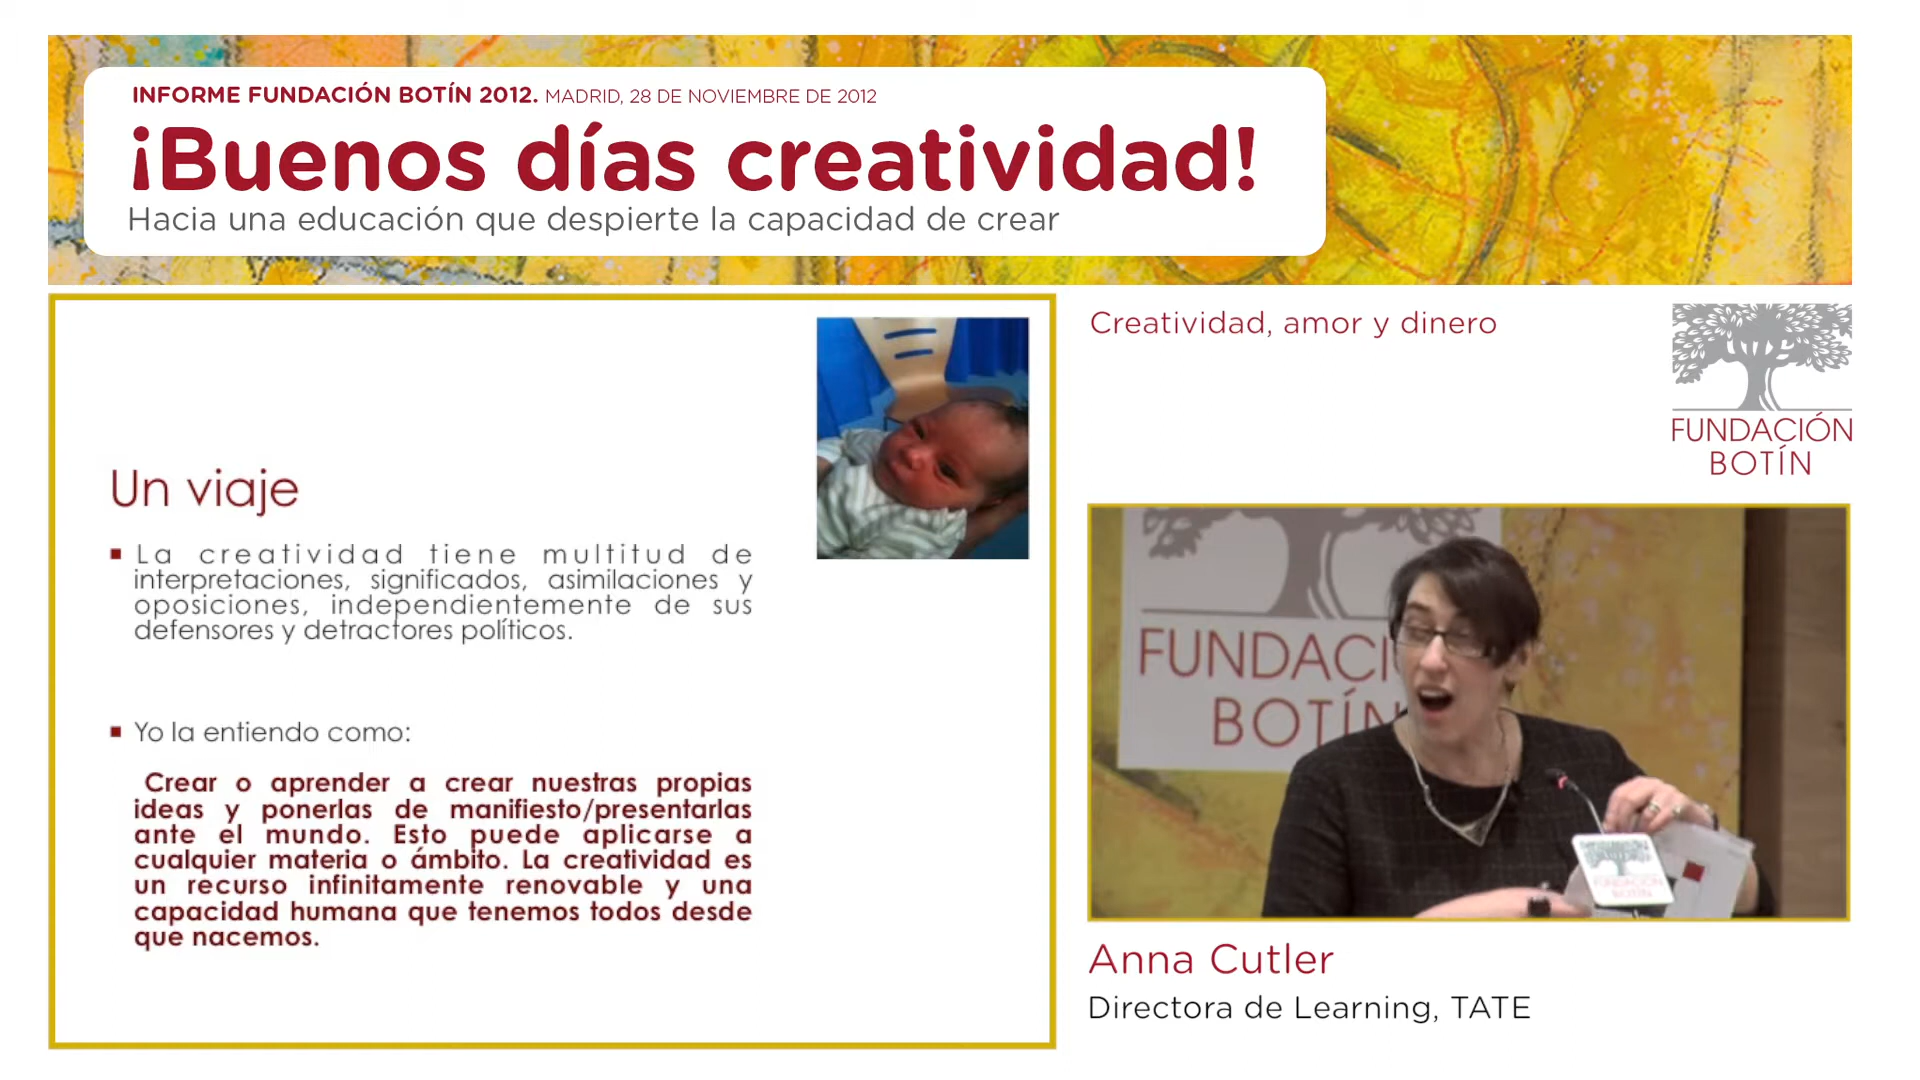 INFORME FUNDACIÓN BOTÍN 2012. MADRID, 28 DE NOVIEMBRE DE 2012
¡Buenos días creatividad!
Hacia una educación que despierte la capacidad de crear
Un viaje
La creatividad tiene multitud de
interpretaciones, significados, asimilaciones y
oposiciones, independientemente de sus
defensores y detractores políticos.
Yo la entiendo como:
Crear o aprender a crear nuestras propias
ideas y ponerlas de manifiesto/presentarlas
ante el mundo. Esto puede aplicarse a
cualquier materia o ámbito. La creatividad es
un recurso infinitamente renovable y una
capacidad humana que tenemos todos desde
que nacemos.
Creatividad, amor y dinero
FUNDACIÓN
BOTÍN
FUNDACI
BOTÍN
FUNDACIÓN
BOTÍN
Anna Cutler
Directora de Learning, TATE